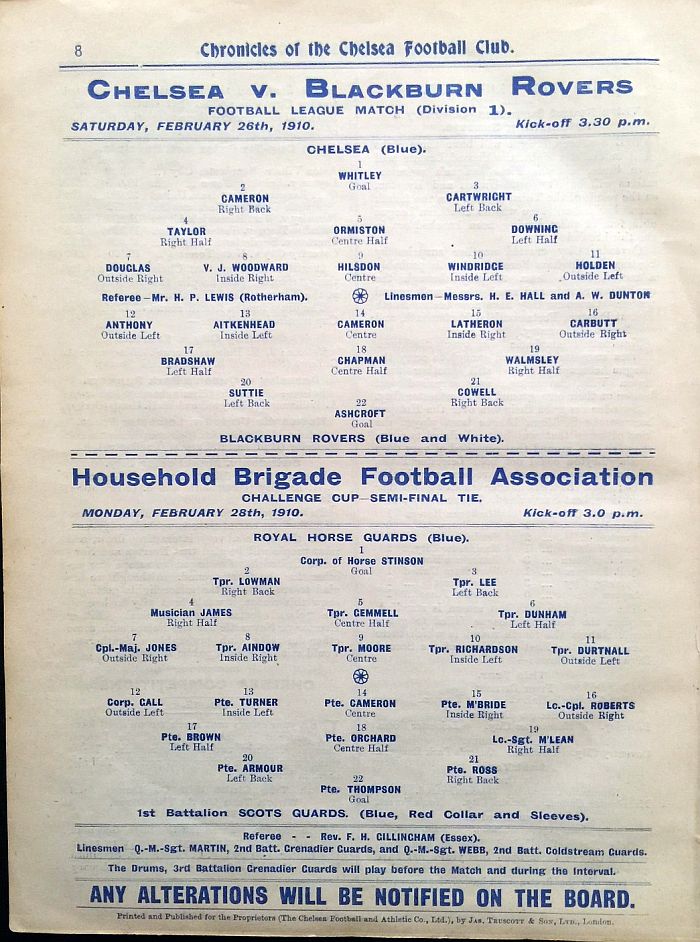 8 Chronicles of the Chelsea Football Club.
CHELSEA V. BLACKBURN ROVERS
FOOTBALL LEAGUE MATCH (Division 1).
SATURDAY, FEBRUARY 26th, 1910. Kick-off 3.30 p.m.
CHELSEA (Blue).
1
WHITLEY
Goal
2 3
CAMERON CARTWRIGHT
Right Back Left Back
4 5 6
TAYLOR ORMISTON DOWNING
Right Half Centre Half Left Half
7 8 9 10 11
DOUGLAS V. J. WOODWARD HILSDON WINDRIDGE HOLDEN
Outside Right Inside Right Centre Inside Left Outside Left
Referee—Mr. H. P. LEWIS (Rotherham). Linesmen—Messrs. H. E. HALL and A. W. DUNTON
12 13 14 15 16
ANTHONY AITKENHEAD CAMERON LATHERON CARBUTT
Outside Left Inside Left Centre Inside Right Outside Right
17 18 19
BRADSHAW CHAPMAN WALMSLEY
Left Half Centre Half Right Half
20 21
SUTTIE COWELL
Left Back Right Back
22
ASHCROFT
Goal
BLACKBURN ROVERS (Blue and White).
Household Brigade Football Association
CHALLENGE CUP—SEMI-FINAL TIE.
MONDAY, FEBRUARY 28th, 1910. Kick-off 3.0 p.m.
ROYAL HORSE GUARDS (Blue).
1
Corp. of Horse STINSON
Goal
2 3
Tpr. LOWMAN Tpr. LEE
Right Back Left Back
4 5 6
Musician JAMES Tpr. GEMMELL Tpr. DUNHAM
Right Half Centre Half Left Half
7 8 9 10 11
Cpl.-Maj. JONES Tpr. AINDOW Tpr. MOORE Tpr. RICHARDSON Tpr. DURTNALL
Outside Right Inside Right Centre Inside Left Outside Left
12 13 14 15 16
Corp. CALL Pte. TURNER Pte. CAMERON Pte. M'BRIDE Lc.-Cpl. ROBERTS
Outside Left Inside Left Centre Inside Right Outside Right
17 18 19
Pte. BROWN Pte. ORCHARD Lc.-Sgt. M'LEAN
Left Half Centre Half Right Half
20 21
Pte. ARMOUR Pte. ROSS
Left Back Right Back
22
Pte. THOMPSON
Goal
1st Battalion SCOTS GUARDS. (Blue, Red Collar and Sleeves).
Referee - - Rev. F. H. GILLINGHAM (Essex).
Linesmen Q.-M.-Sgt. MARTIN, 2nd Batt. Grenadier Guards, and Q.-M.-Sgt. WEBB, 2nd Batt. Coldstream Guards.
The Drums, 3rd Battalion Grenadier Guards will play before the Match and during the Interval.
ANY ALTERATIONS WILL BE NOTIFIED ON THE BOARD.
Printed and Published for the Proprietors (The Chelsea Football and Athletic Co., Ltd.), by JAS. TRUSCOTT & SON, LTD., London.